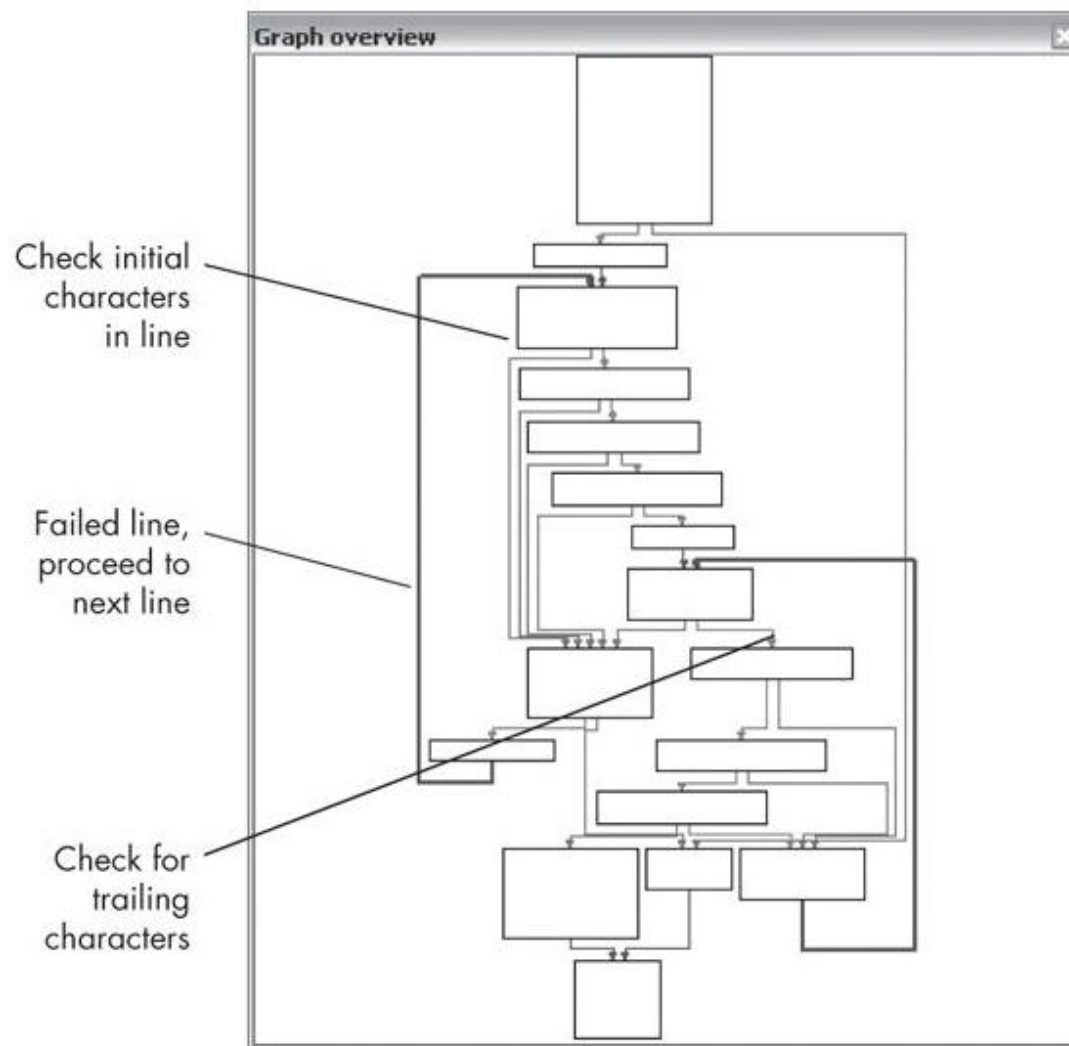 Graph overview
Check initial
characters
in line
Failed line,
proceed to
next line
Check for
trailing
characters